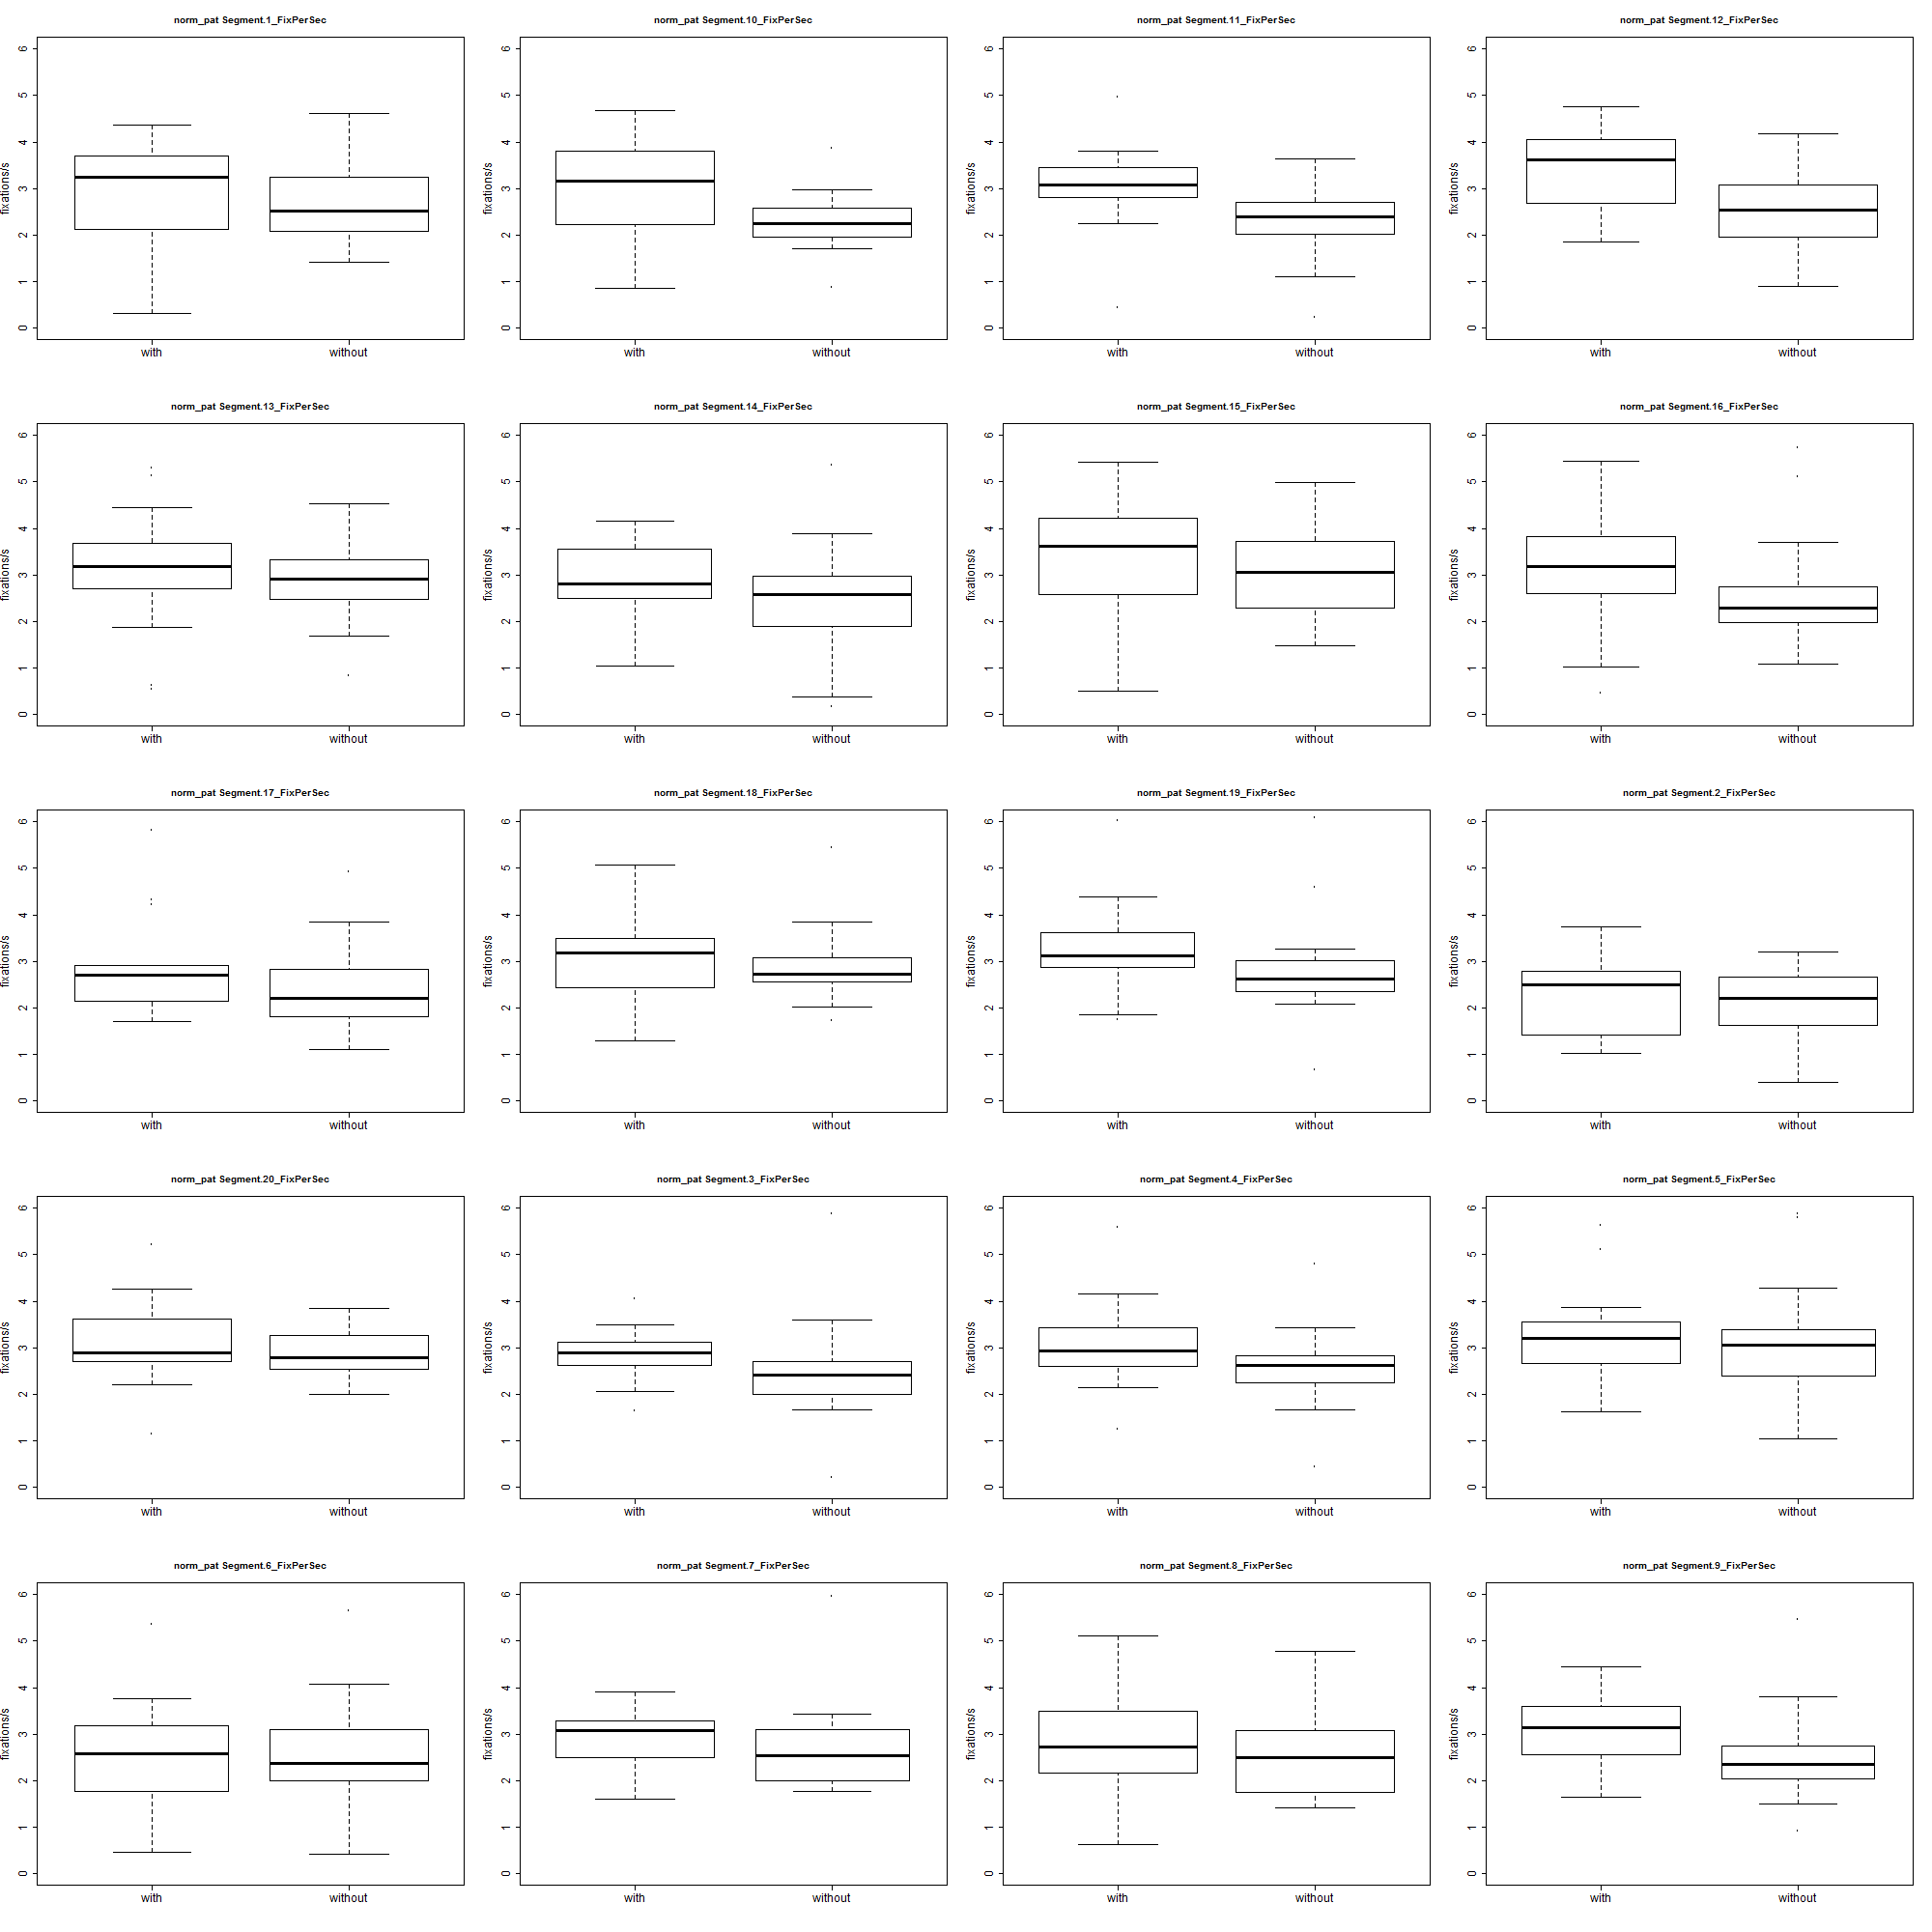 norm_pat Segment.1_FixPerSec
fixations/s
6
5
4
3
2
1
0
with without
norm_pat Segment.10_FixPerSec
fixations/s
6
5
4
3
2
1
0
with without
norm_pat Segment.11_FixPerSec
fixations/s
6
5
4
3
2
1
0
with without
norm_pat Segment.12_FixPerSec
fixations/s
6
5
4
3
2
1
0
with without
norm_pat Segment.13_FixPerSec
fixations/s
6
5
4
3
2
1
0
with without
norm_pat Segment.14_FixPerSec
fixations/s
6
5
4
3
2
1
0
with without
norm_pat Segment.15_FixPerSec
fixations/s
6
5
4
3
2
1
0
with without
norm_pat Segment.16_FixPerSec
fixations/s
6
5
4
3
2
1
0
with without
norm_pat Segment.17_FixPerSec
fixations/s
6
5
4
3
2
1
0
with without
norm_pat Segment.18_FixPerSec
fixations/s
6
5
4
3
2
1
0
with without
norm_pat Segment.19_FixPerSec
fixations/s
6
5
4
3
2
1
0
with without
norm_pat Segment.2_FixPerSec
fixations/s
6
5
4
3
2
1
0
with without
norm_pat Segment.20_FixPerSec
fixations/s
6
5
4
3
2
1
0
with without
norm_pat Segment.3_FixPerSec
fixations/s
6
5
4
3
2
1
0
with without
norm_pat Segment.4_FixPerSec
fixations/s
6
5
4
3
2
1
0
with without
norm_pat Segment.5_FixPerSec
fixations/s
6
5
4
3
2
1
0
with without
norm_pat Segment.6_FixPerSec
fixations/s
6
5
4
3
2
1
0
with without
norm_pat Segment.7_FixPerSec
fixations/s
6
5
4
3
2
1
0
with without
norm_pat Segment.8_FixPerSec
fixations/s
6
5
4
3
2
1
0
with without
norm_pat Segment.9_FixPerSec
fixations/s
6
5
4
3
2
1
0
with without